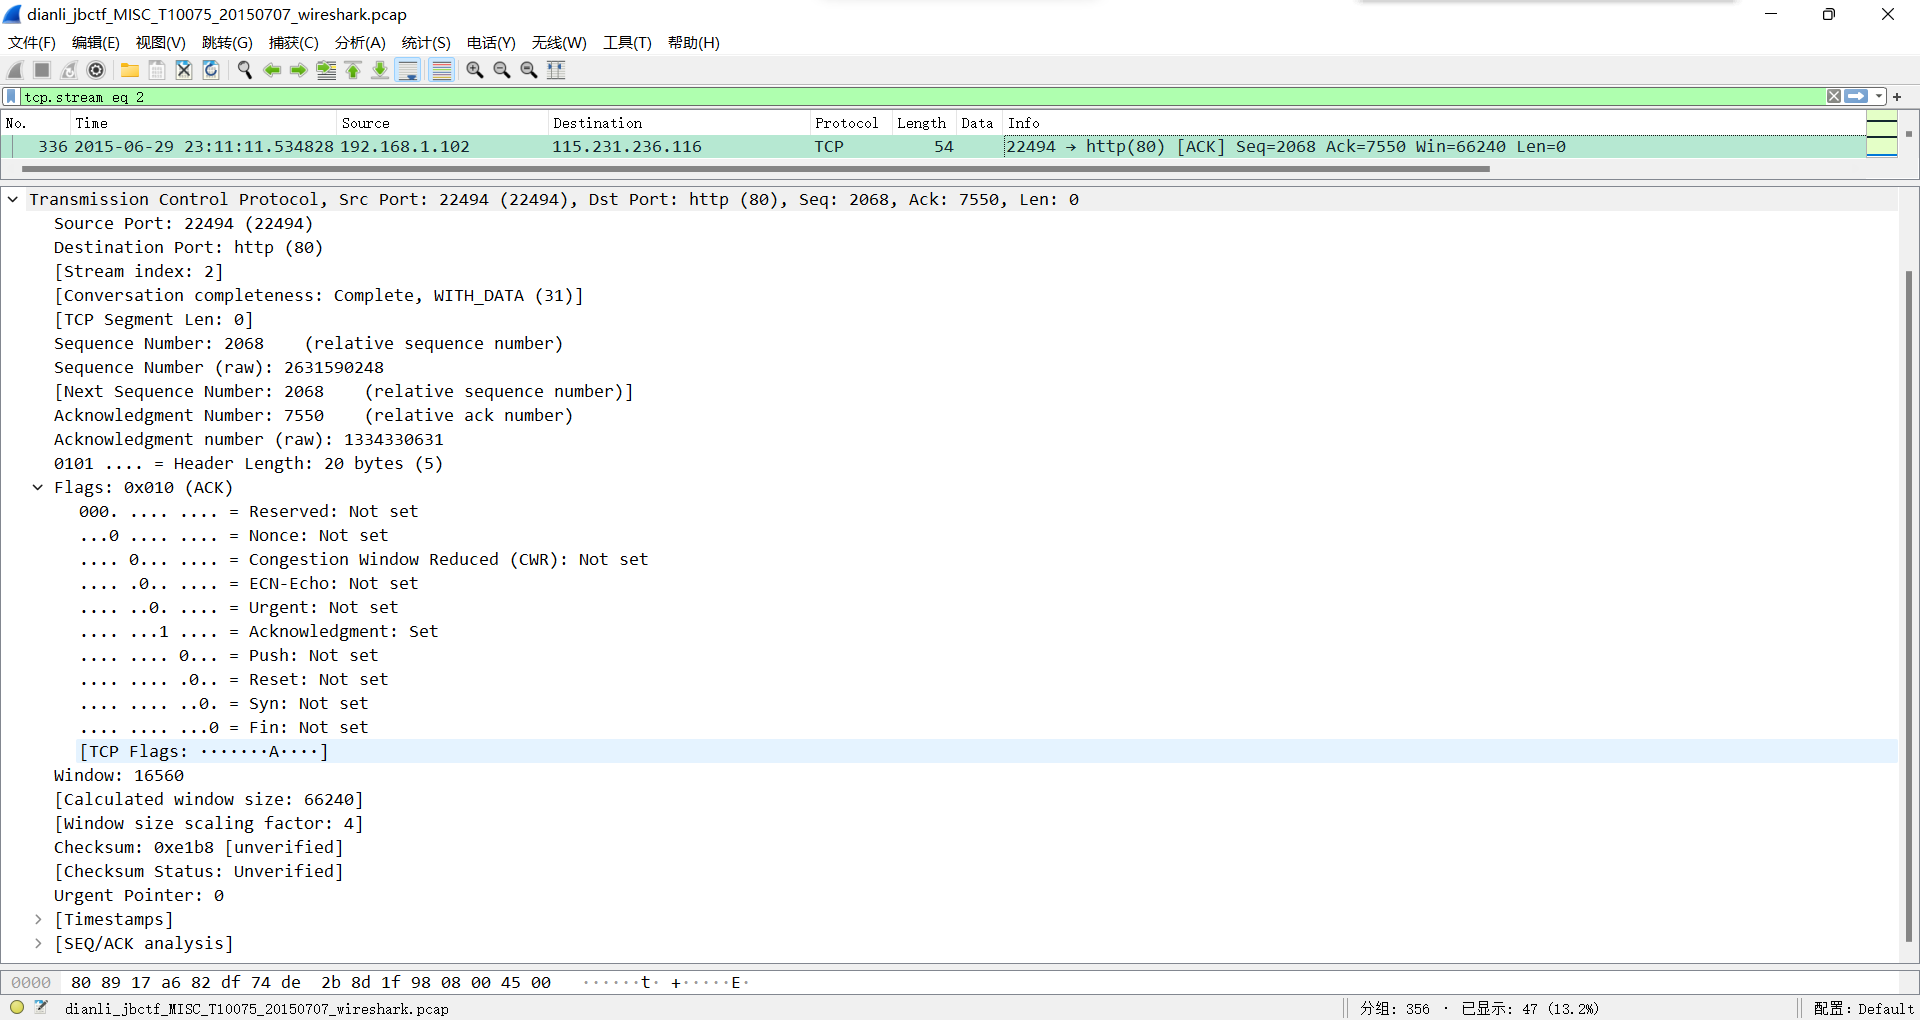 dianli_jbctf_MISC_T10075_20150707_wireshark.pcap
文件(F) 编辑(E) 视图(V) 跳转(G) 捕获(C) 分析(A) 统计(S) 电话(Y) 无线(W) 工具(T) 帮助(H)
tcp.stream eq 2
No. Time Source Destination Protocol Length Data Info
336 2015-06-29 23:11:11.534828 192.168.1.102 115.231.236.116 TCP 54 22494 → http(80) [ACK] Seq=2068 Ack=7550 Win=66240 Len=0
Transmission Control Protocol, Src Port: 22494 (22494), Dst Port: http (80), Seq: 2068, Ack: 7550, Len: 0
Source Port: 22494 (22494)
Destination Port: http (80)
[Stream index: 2]
[Conversation completeness: Complete, WITH_DATA (31)]
[TCP Segment Len: 0]
Sequence Number: 2068    (relative sequence number)
Sequence Number (raw): 2631590248
[Next Sequence Number: 2068    (relative sequence number)]
Acknowledgment Number: 7550    (relative ack number)
Acknowledgment number (raw): 1334330631
0101 .... = Header Length: 20 bytes (5)
Flags: 0x010 (ACK)
000. .... .... = Reserved: Not set
...0 .... .... = Nonce: Not set
.... 0... .... = Congestion Window Reduced (CWR): Not set
.... .0.. .... = ECN-Echo: Not set
.... ..0. .... = Urgent: Not set
.... ...1 .... = Acknowledgment: Set
.... .... 0... = Push: Not set
.... .... .0.. = Reset: Not set
.... .... ..0. = Syn: Not set
.... .... ...0 = Fin: Not set
[TCP Flags: ·······A····]
Window: 16560
[Calculated window size: 66240]
[Window size scaling factor: 4]
Checksum: 0xe1b8 [unverified]
[Checksum Status: Unverified]
Urgent Pointer: 0
[Timestamps]
[SEQ/ACK analysis]
0000 80 89 17 a6 82 df 74 de 2b 8d 1f 98 08 00 45 00 ······t· +·····E·
dianli_jbctf_MISC_T10075_20150707_wireshark.pcap 分组: 356 · 已显示: 47 (13.2%) 配置: Default